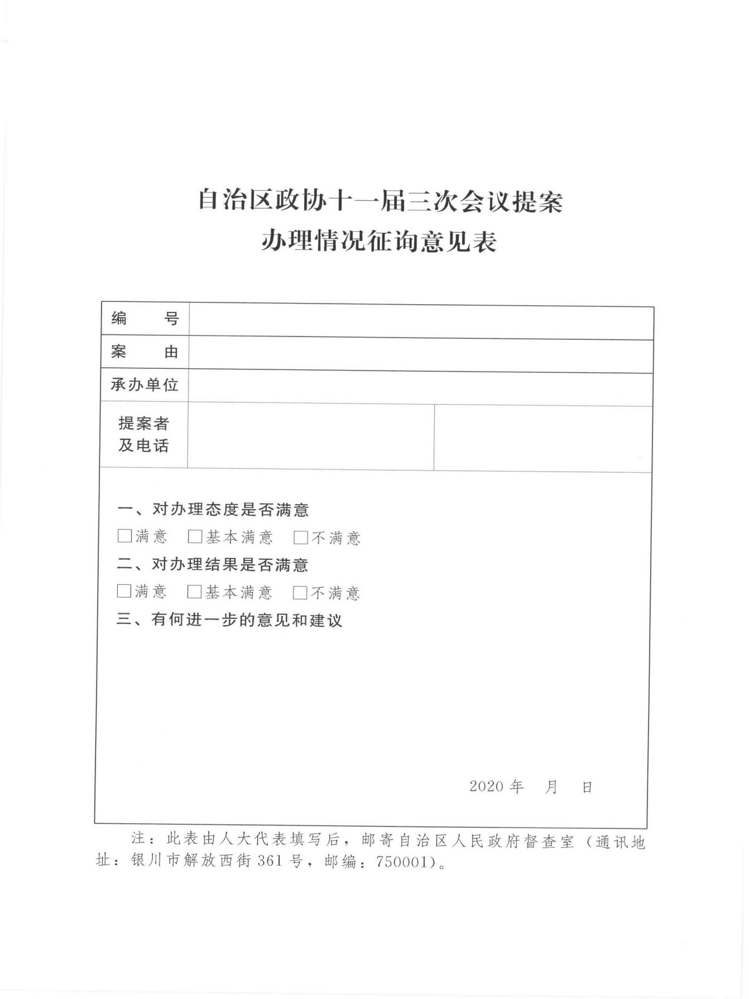 自治区政协十一届三次会议提案
办理情况征询意见表
编 号
案 由
承办单位
提案者
及电话
一、对办理态度是否满意
□满意 □基本满意 □不满意
二、对办理结果是否满意
□满意 □基本满意 □不满意
三、有何进一步的意见和建议
2020 年 月 日
注：此表由人大代表填写后，邮寄自治区人民政府督查室（通讯地
址：银川市解放西街 361 号，邮编：750001）。